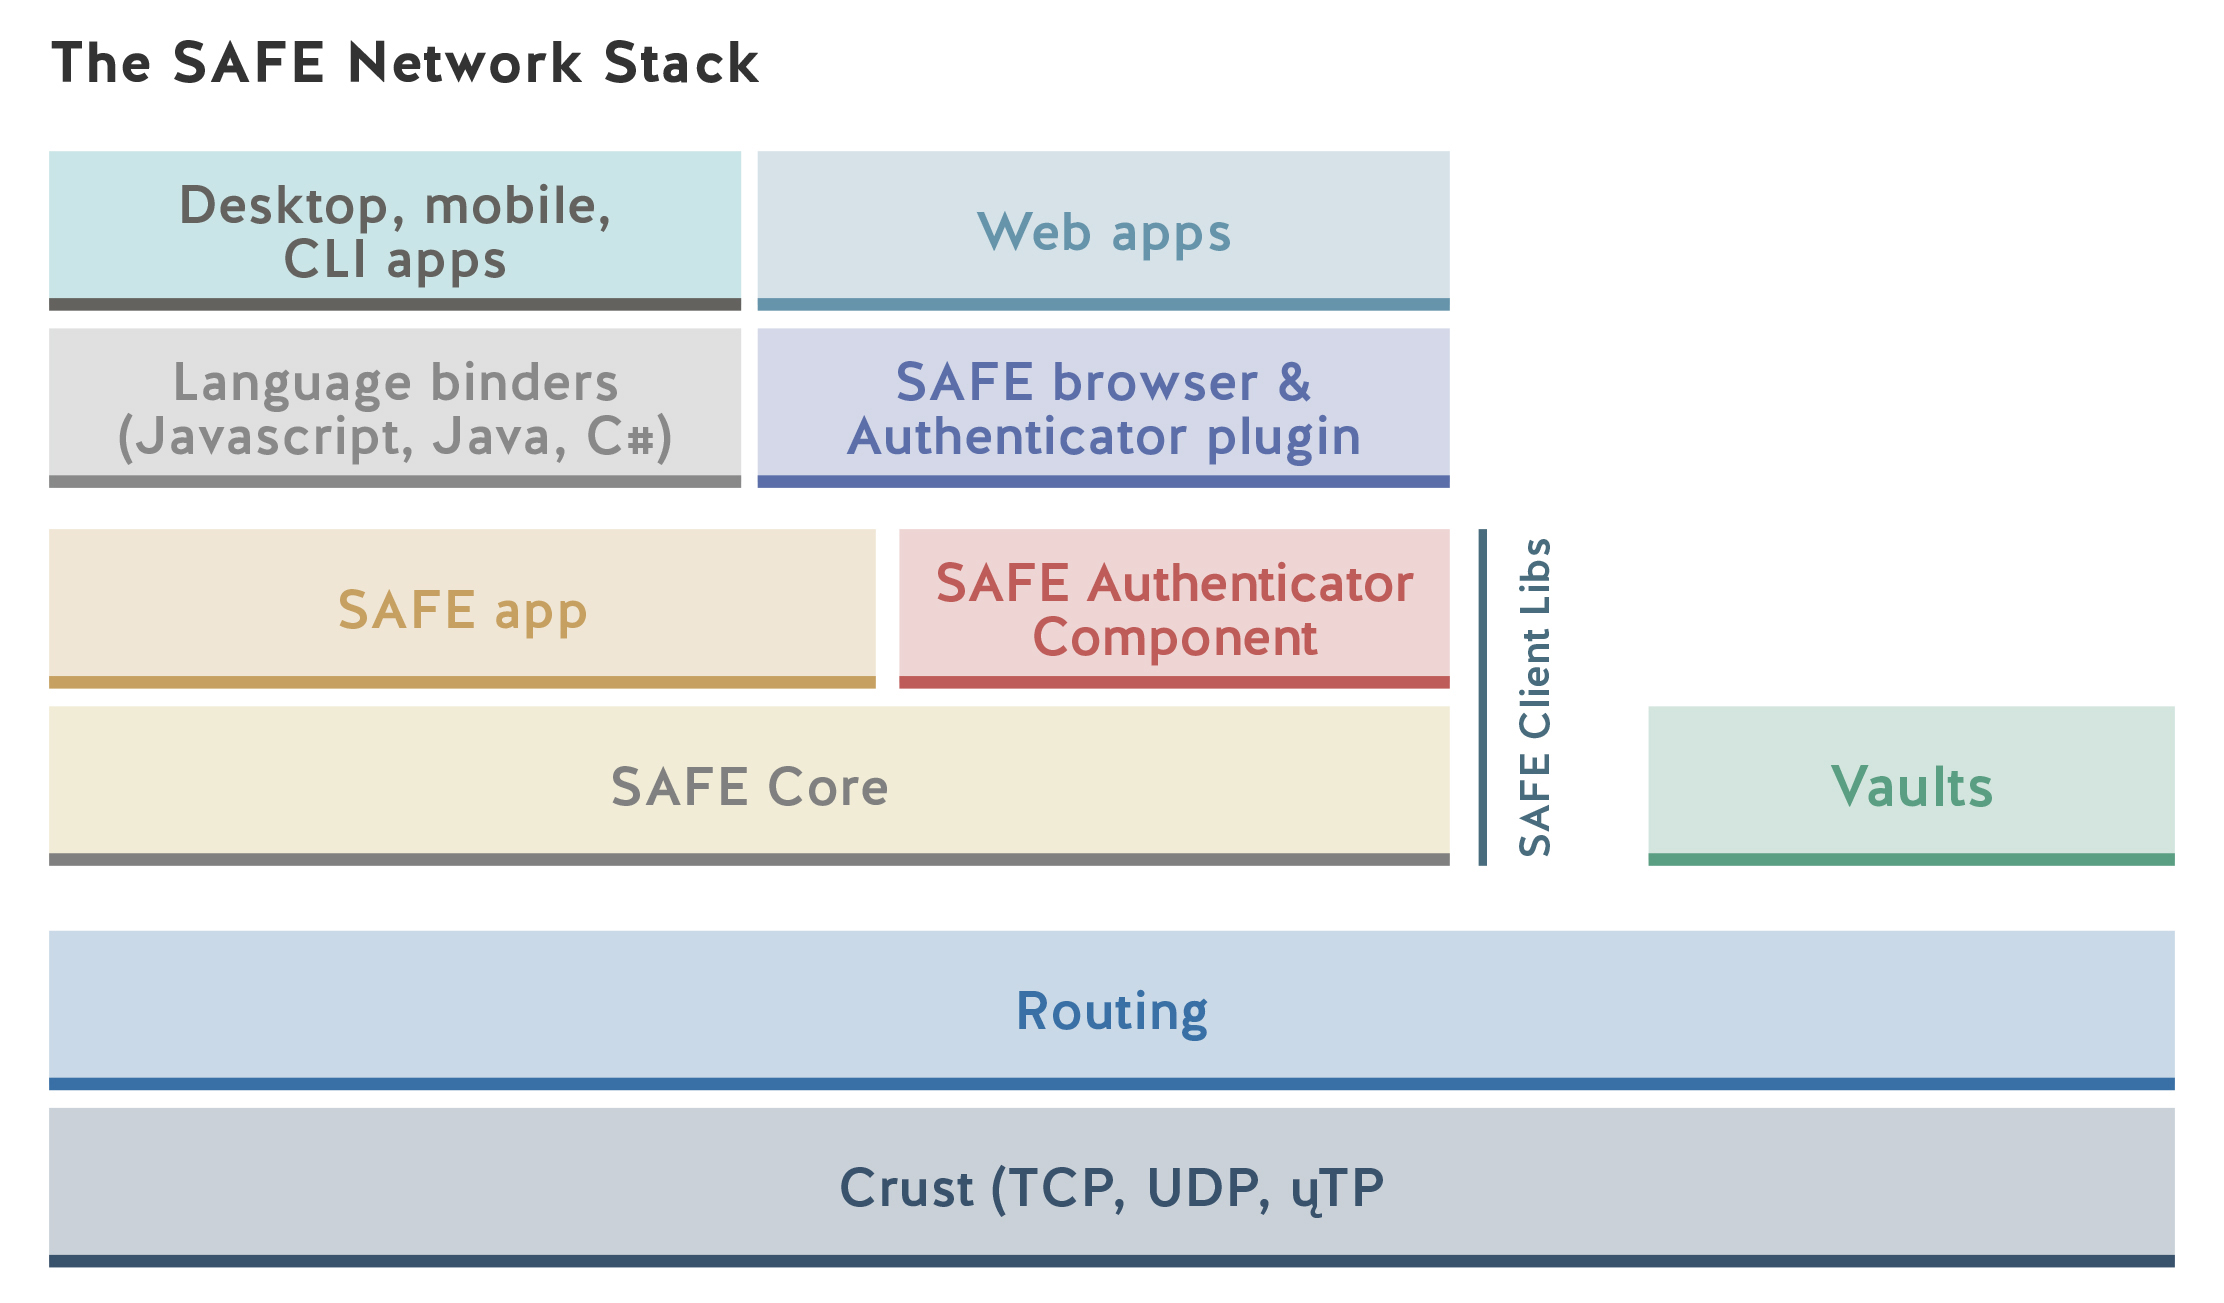 The SAFE Network Stack
Desktop, mobile,
CLI apps
Web apps
Language binders
(Javascript, Java, C#)
SAFE browser &
Authenticator plugin
SAFE app
SAFE Authenticator
Component
SAFE Client Libs
SAFE Core
Vaults
Routing
Crust (TCP, UDP, ųTP